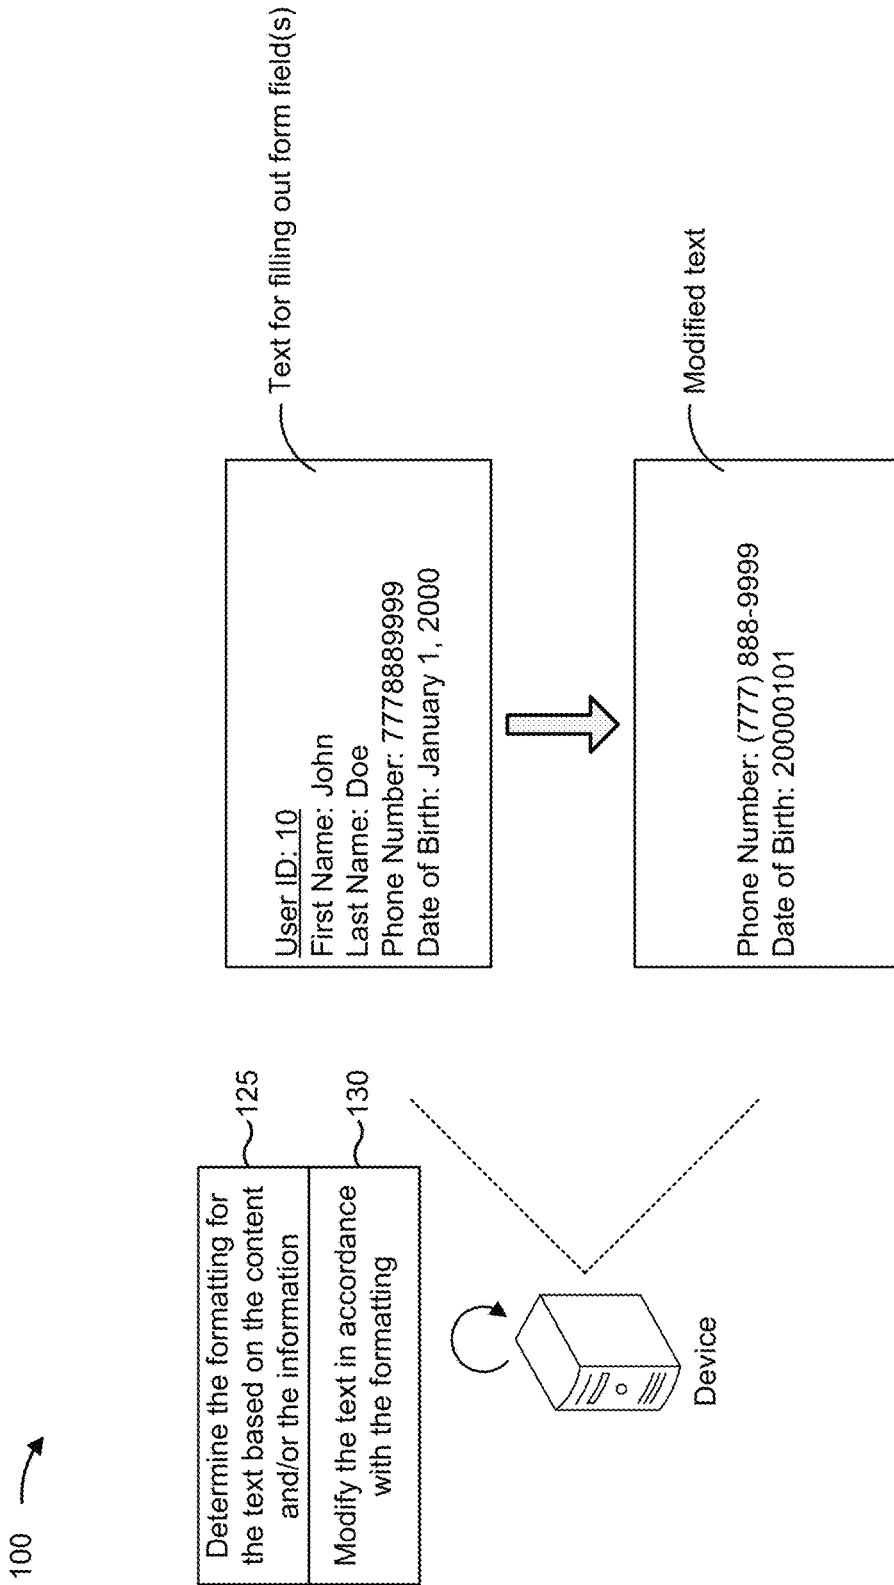 100
Determine the formatting for
the text based on the content
and/or the information
125
Modify the text in accordance
with the formatting
130
Device
Text for filling out form field(s)
User ID: 10
First Name: John
Last Name: Doe
Phone Number: 7778889999
Date of Birth: January 1, 2000
Modified text
Phone Number: (777) 888-9999
Date of Birth: 20000101